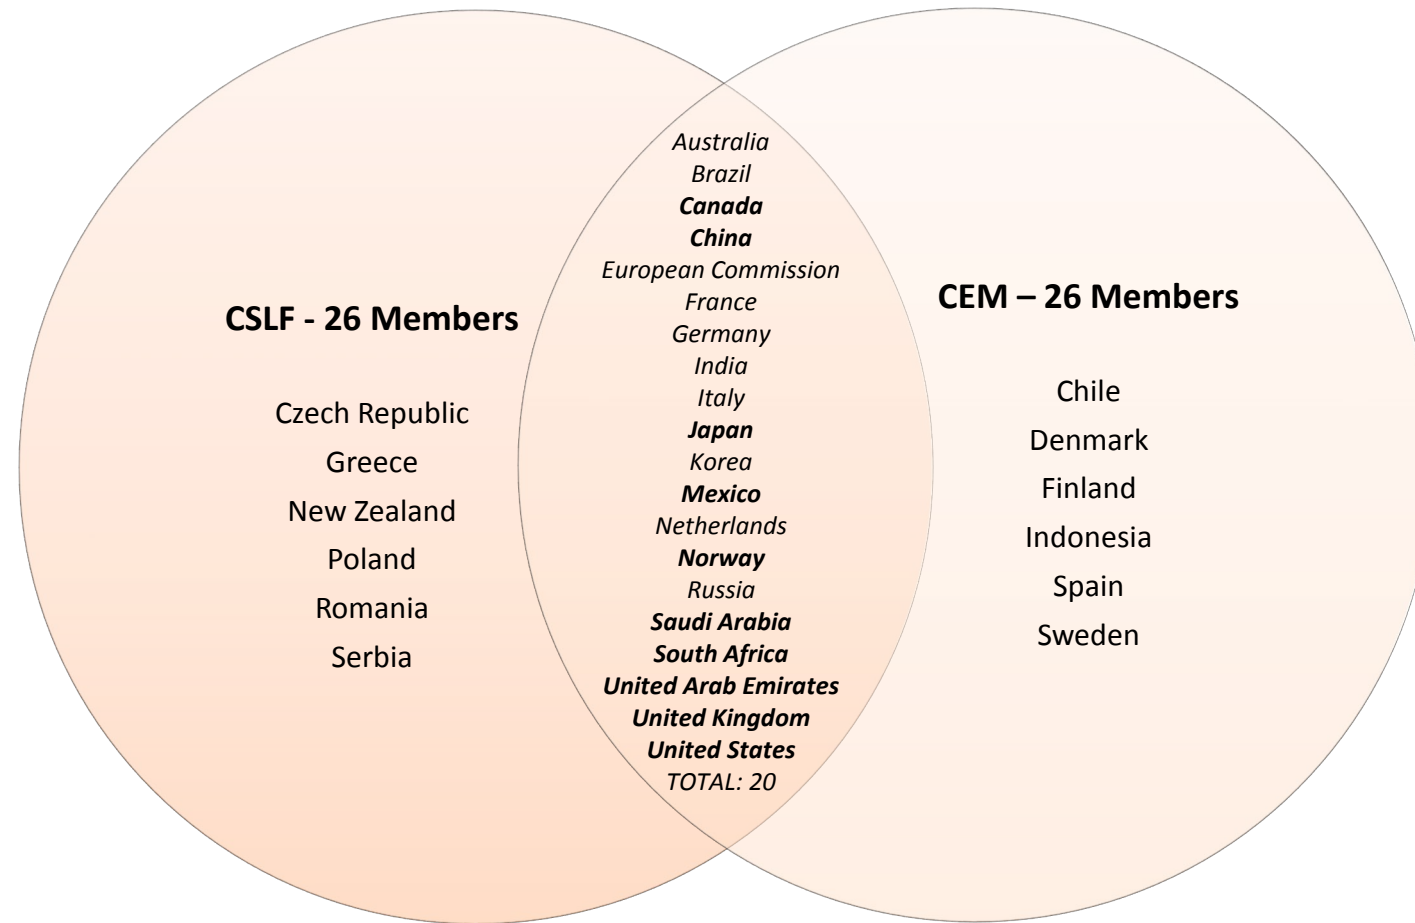 CSLF - 26 Members
Czech Republic
Greece
New Zealand
Poland
Romania
Serbia
Australia
Brazil
Canada
China
European Commission
France
Germany
India
Italy
Japan
Korea
Mexico
Netherlands
Norway
Russia
Saudi Arabia
South Africa
United Arab Emirates
United Kingdom
United States
TOTAL: 20
CEM – 26 Members
Chile
Denmark
Finland
Indonesia
Spain
Sweden